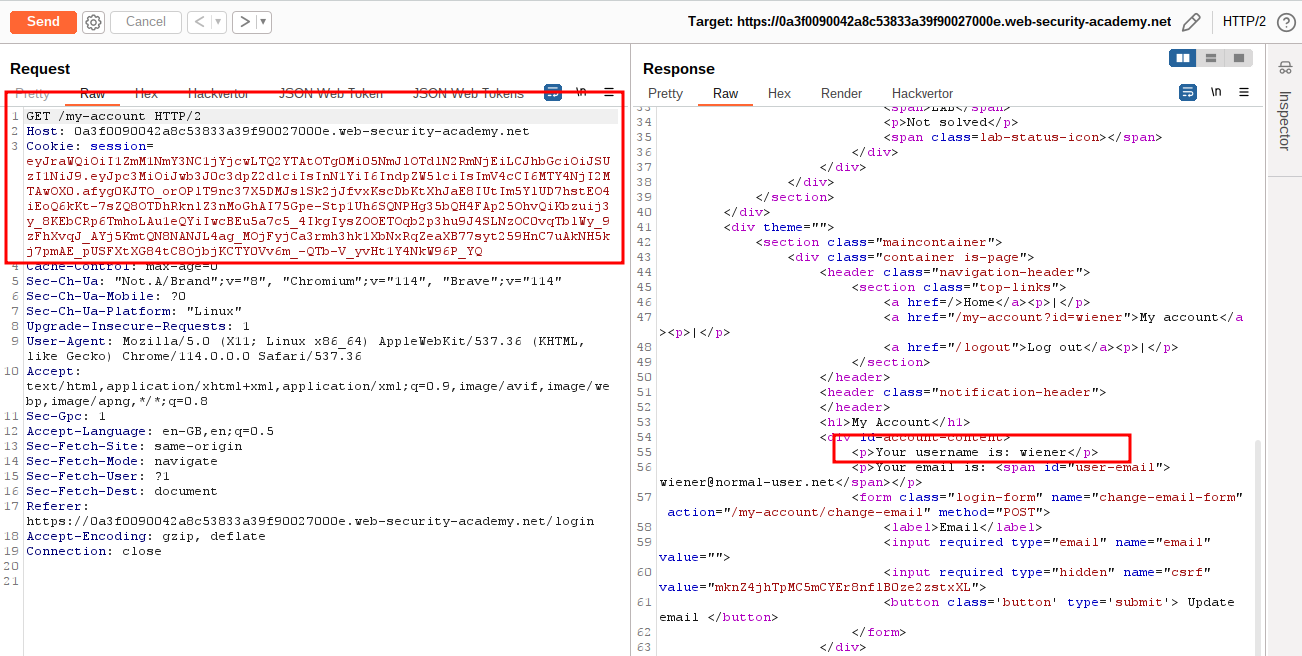 Send
Cancel
Target: https://0a3f0090042a8c53833a39f90027000e.web-security-academy.net
HTTP/2
Request
Pretty Raw Hex Hackvertor JSON Web Token JSON Web Tokens \n
1 GET /my-account HTTP/2
2 Host: 0a3f0090042a8c53833a39f90027000e.web-security-academy.net
3 Cookie: session=
4 Cache-Control: max-age=0
5 Sec-Ch-Ua: "Not.A/Brand";v="8", "Chromium";v="114", "Brave";v="114"
6 Sec-Ch-Ua-Mobile: ?0
7 Sec-Ch-Ua-Platform: "Linux"
8 Upgrade-Insecure-Requests: 1
9 User-Agent: Mozilla/5.0 (X11; Linux x86_64) AppleWebKit/537.36 (KHTML,
like Gecko) Chrome/114.0.0.0 Safari/537.36
10 Accept:
text/html,application/xhtml+xml,application/xml;q=0.9,image/avif,image/we
bp,image/apng,*/*;q=0.8
11 Sec-Gpc: 1
12 Accept-Language: en-GB,en;q=0.5
13 Sec-Fetch-Site: same-origin
14 Sec-Fetch-Mode: navigate
15 Sec-Fetch-User: ?1
16 Sec-Fetch-Dest: document
17 Referer:
https://0a3f0090042a8c53833a39f90027000e.web-security-academy.net/login
18 Accept-Encoding: gzip, deflate
19 Connection: close
20
21
Response
Pretty Raw Hex Render Hackvertor \n
33 <span>LAB</span>
34 <p>Not solved</p>
35 <span class=lab-status-icon></span>
36 </div>
37 </div>
38 </div>
39 </section>
40 </div>
41 <div theme="">
42 <section class="maincontainer">
43 <div class="container is-page">
44 <header class="navigation-header">
45 <section class="top-links">
46 <a href=/>Home</a><p>|</p>
47 <a href="/my-account?id=wiener">My account</a
><p>|</p>
48 <a href="/logout">Log out</a><p>|</p>
49 </section>
50 </header>
51 <header class="notification-header">
52 </header>
53 <h1>My Account</h1>
54 <div id=account-content>
55 <p>Your username is: wiener</p>
56 <p>Your email is: <span id="user-email">
wiener@normal-user.net</span></p>
57 <form class="login-form" name="change-email-form"
action="/my-account/change-email" method="POST">
58 <label>Email</label>
59 <input required type="email" name="email"
value="">
60 <input required type="hidden" name="csrf"
61 <button class='button' type='submit'> Update
email </button>
62 </form>
63 </div>
Inspector